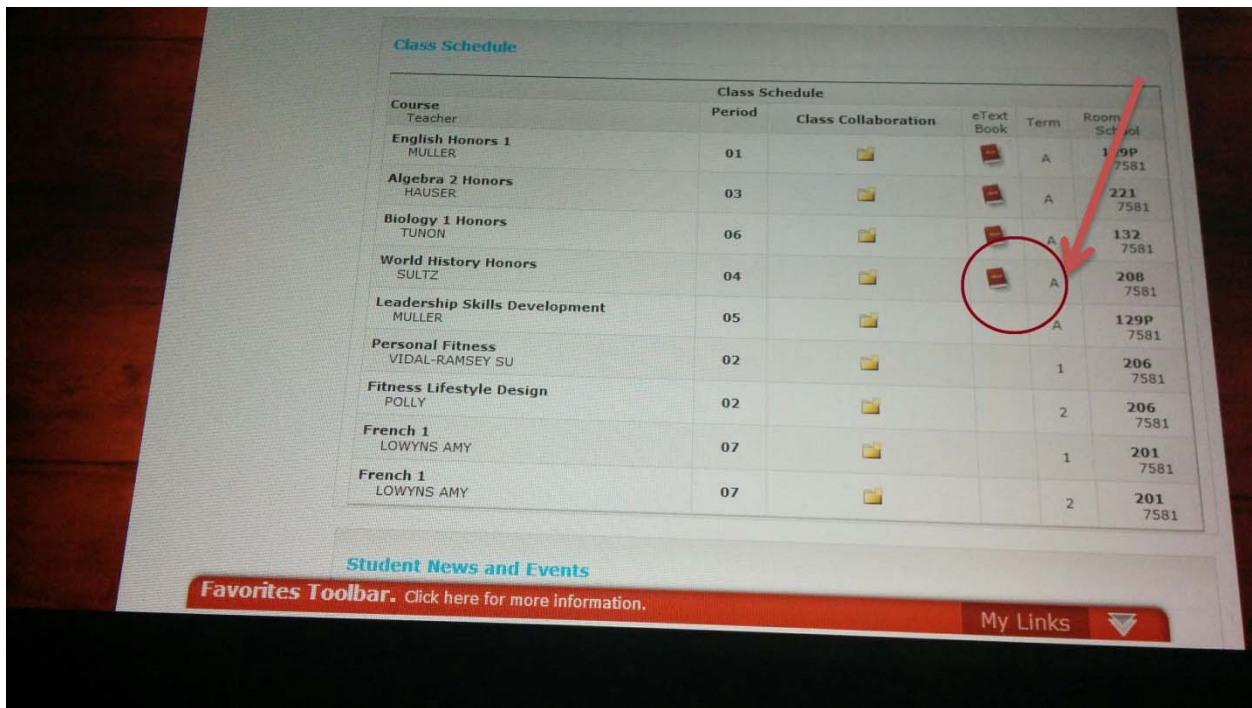 Class Schedule
Class Schedule
Course
Teacher
Period
Class Collaboration
eText
Book
Term
Room
School
English Honors 1
MULLER
01
A
7581
Algebra 2 Honors
HAUSER
03
A
221
7581
Biology 1 Honors
TUNON
06
A
132
7581
World History Honors
SULTZ
04
A
208
7581
Leadership Skills Development
MULLER
05
A
129P
7581
Personal Fitness
VIDAL-RAMSEY SU
02
1
206
7581
Fitness Lifestyle Design
POLLY
02
2
206
7581
French 1
LOWYNS AMY
07
1
201
7581
French 1
LOWYNS AMY
07
2
201
7581
Student News and Events
Favorites Toolbar. Click here for more information.
My Links